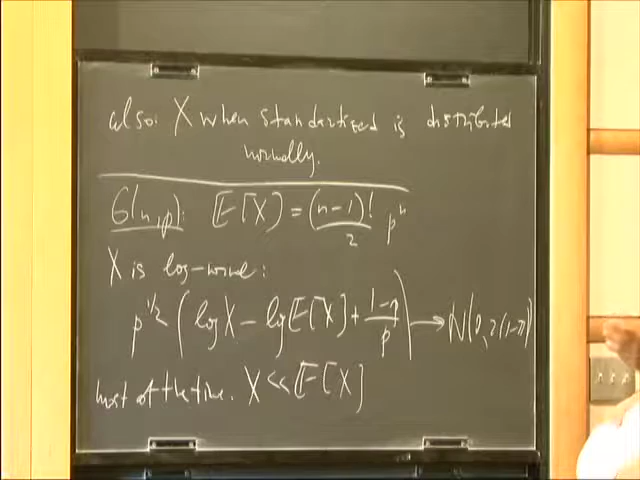 also: X when standardized is distributed
normally.
G(n,p): E[X] = (n-1)!/2 p^n
X is log-normal:
p^{1/2} (log X - log E[X] + (1-p)/p) → N(0, 2(1-p))
most of the time. X << E[X]